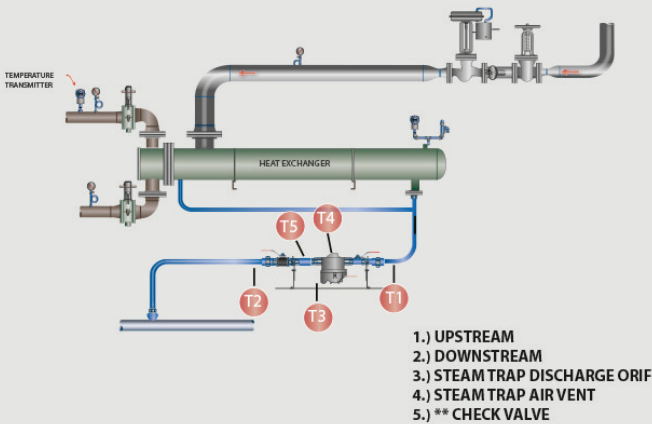 TEMPERATURE
TRANSMITTER
HEAT EXCHANGER
T5
T4
T2
T3
T1
1.) UPSTREAM
2.) DOWNSTREAM
3.) STEAM TRAP DISCHARGE ORIF
4.) STEAM TRAP AIR VENT
5.) ** CHECK VALVE